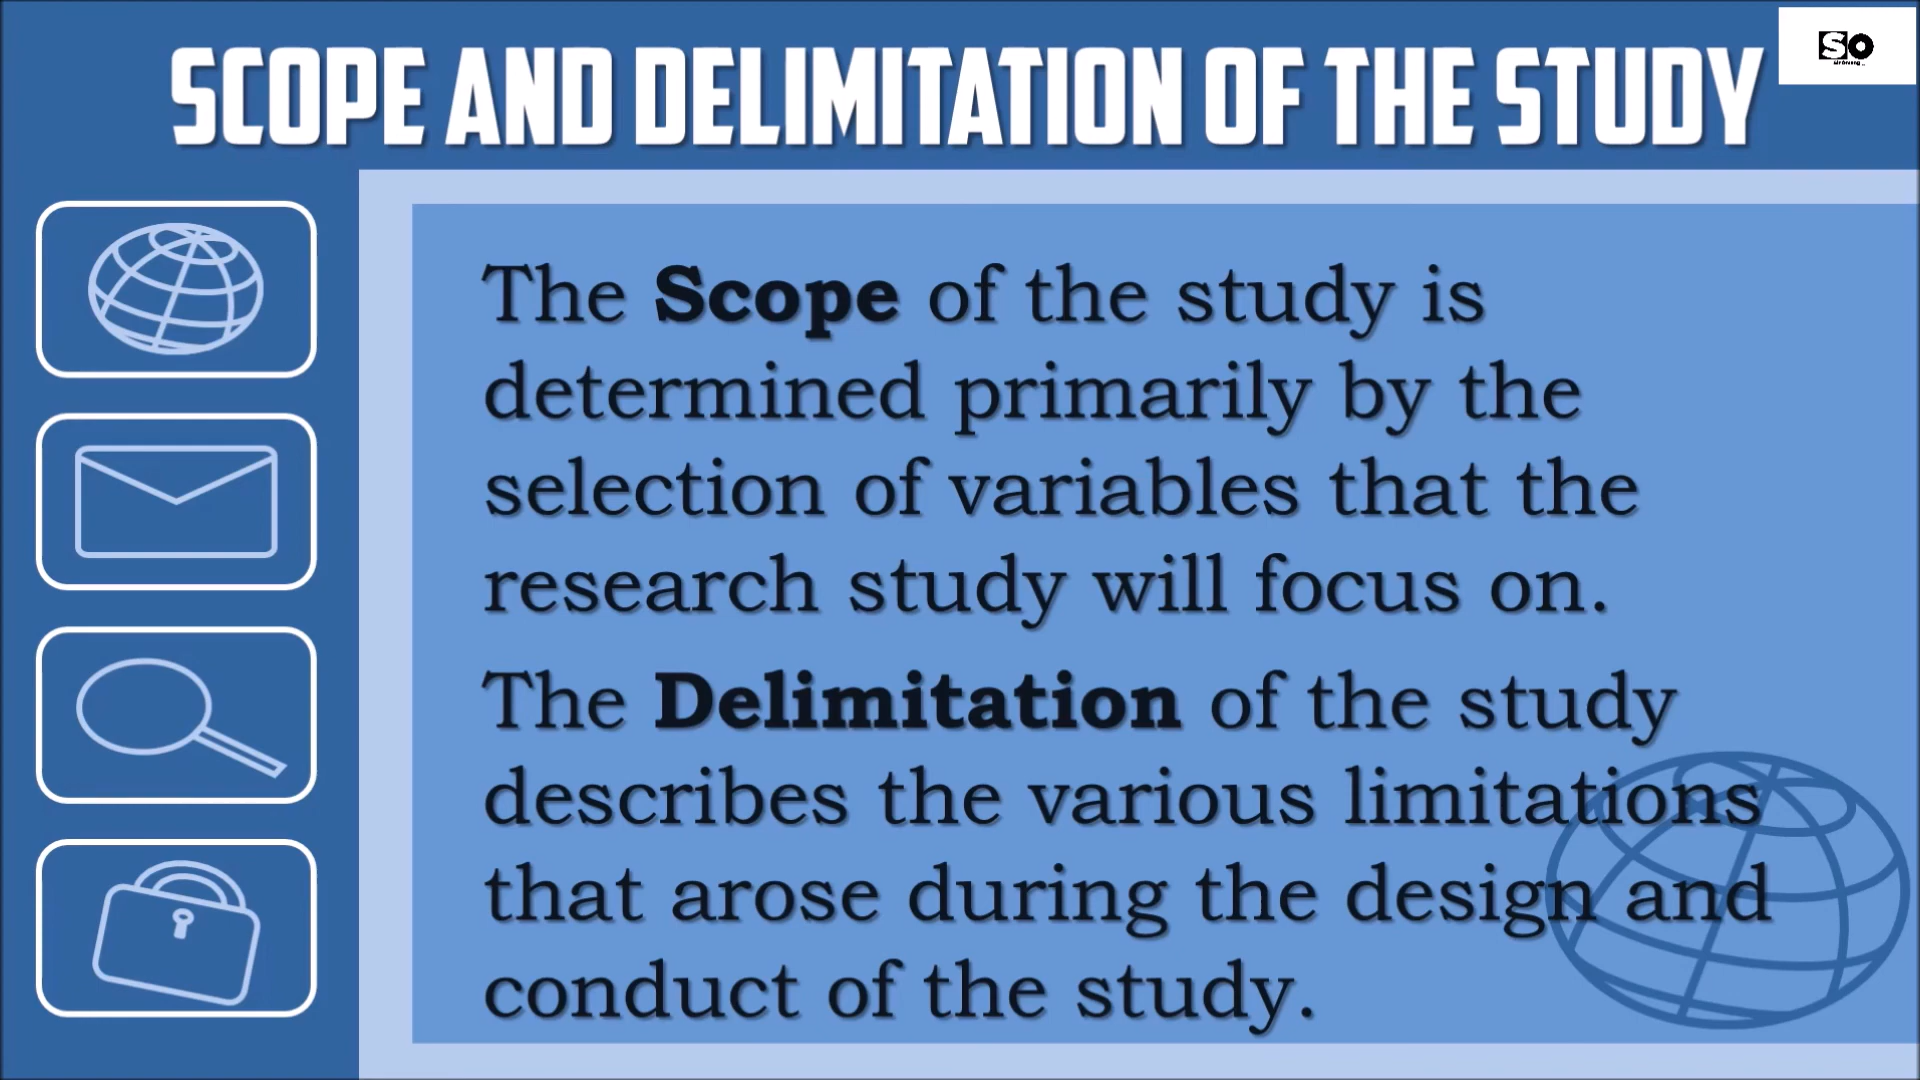 SCOPE AND DELIMITATION OF THE STUDY
SO
The Scope of the study is
determined primarily by the
selection of variables that the
research study will focus on.
The Delimitation of the study
describes the various limitations
that arose during the design and
conduct of the study.